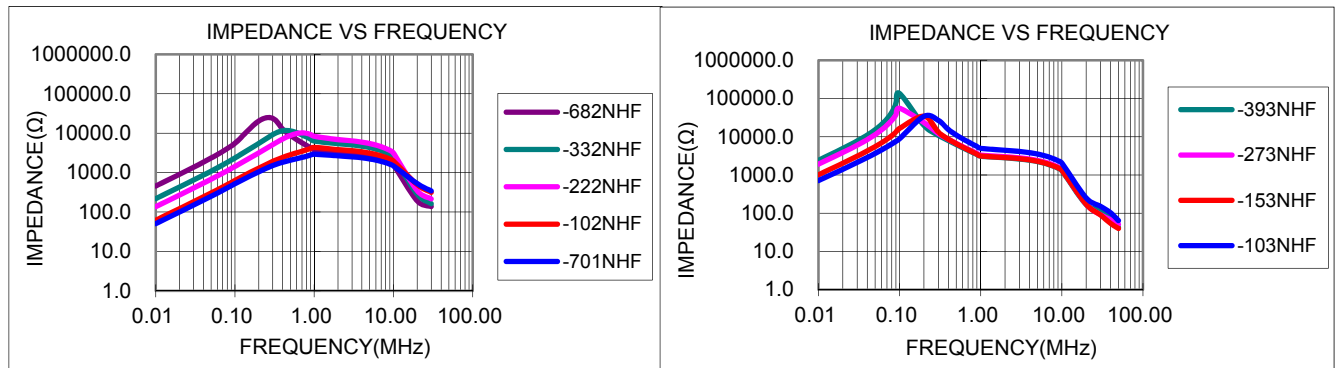 IMPEDANCE VS FREQUENCY
1000000.0
100000.0
10000.0
1000.0
100.0
10.0
1.0
IMPEDANCE(Ω)
0.01 0.10 1.00 10.00 100.00
FREQUENCY(MHz)
-682NHF
-332NHF
-222NHF
-102NHF
-701NHF
IMPEDANCE VS FREQUENCY
1000000.0
100000.0
10000.0
1000.0
100.0
10.0
1.0
IMPEDANCE(Ω)
0.01 0.10 1.00 10.00 100.00
FREQUENCY(MHz)
-393NHF
-273NHF
-153NHF
-103NHF